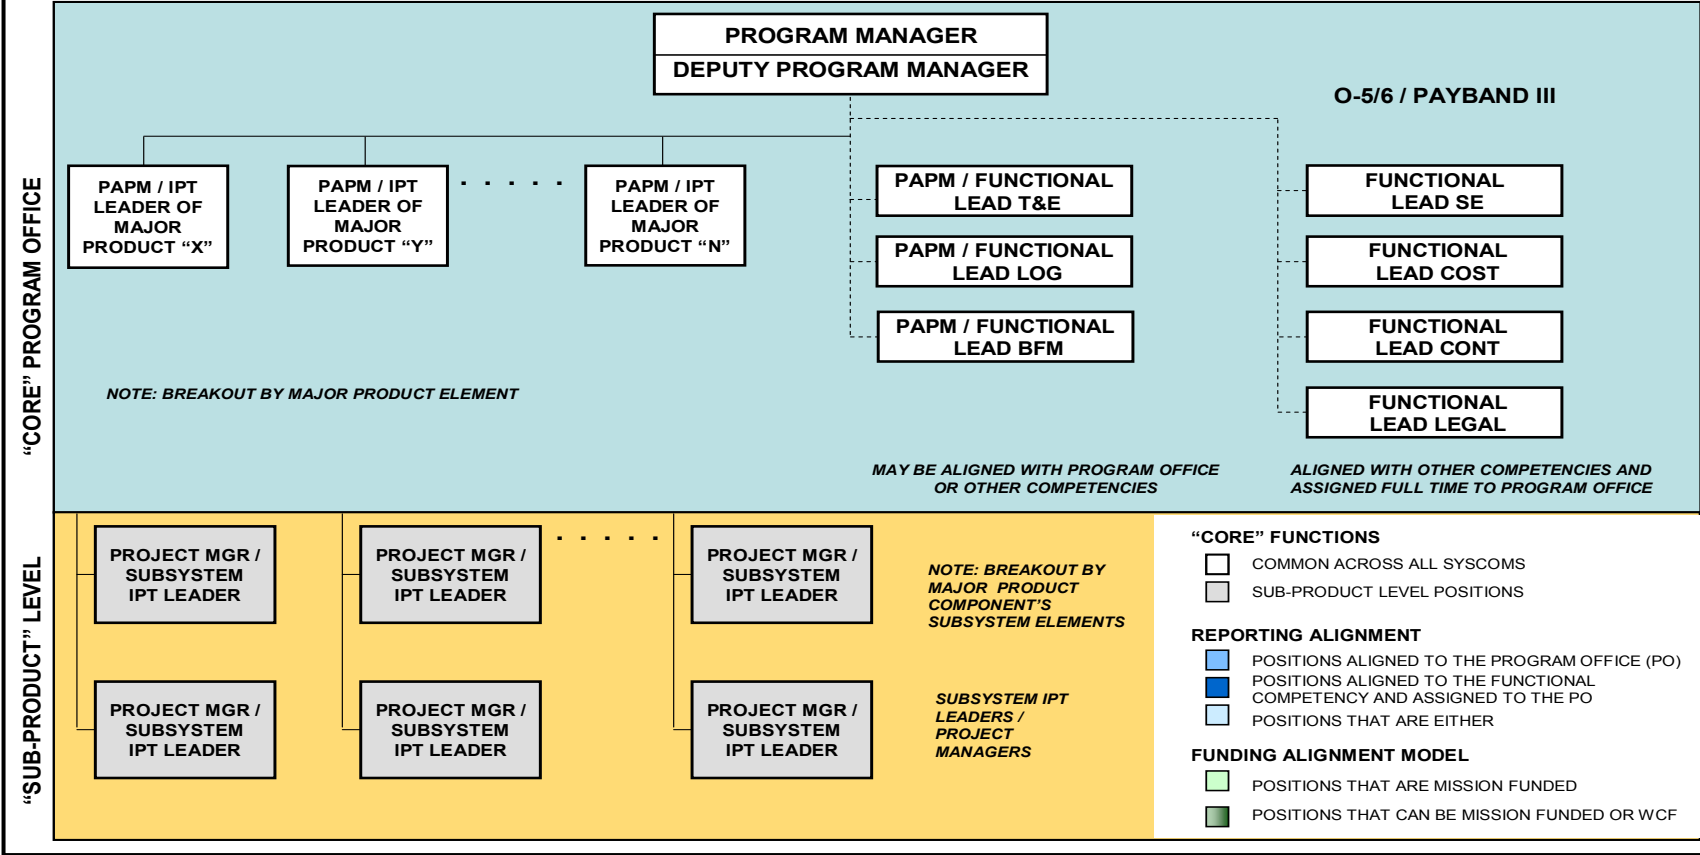 PROGRAM MANAGER
DEPUTY PROGRAM MANAGER
O-5/6 / PAYBAND III
“CORE” PROGRAM OFFICE
PAPM / IPT
LEADER OF
MAJOR
PRODUCT “X”
PAPM / IPT
LEADER OF
MAJOR
PRODUCT “Y”
. . . . .
PAPM / IPT
LEADER OF
MAJOR
PRODUCT “N”
PAPM / FUNCTIONAL
LEAD T&E
PAPM / FUNCTIONAL
LEAD LOG
PAPM / FUNCTIONAL
LEAD BFM
FUNCTIONAL
LEAD SE
FUNCTIONAL
LEAD COST
FUNCTIONAL
LEAD CONT
FUNCTIONAL
LEAD LEGAL
NOTE: BREAKOUT BY MAJOR PRODUCT ELEMENT
MAY BE ALIGNED WITH PROGRAM OFFICE
OR OTHER COMPETENCIES
ALIGNED WITH OTHER COMPETENCIES AND
ASSIGNED FULL TIME TO PROGRAM OFFICE
“SUB-PRODUCT” LEVEL
PROJECT MGR /
SUBSYSTEM
IPT LEADER
PROJECT MGR /
SUBSYSTEM
IPT LEADER
. . . . .
PROJECT MGR /
SUBSYSTEM
IPT LEADER
NOTE: BREAKOUT BY
MAJOR PRODUCT
COMPONENT’S
SUBSYSTEM ELEMENTS
PROJECT MGR /
SUBSYSTEM
IPT LEADER
PROJECT MGR /
SUBSYSTEM
IPT LEADER
PROJECT MGR /
SUBSYSTEM
IPT LEADER
SUBSYSTEM IPT
LEADERS /
PROJECT
MANAGERS
“CORE” FUNCTIONS
COMMON ACROSS ALL SYSCOMS
SUB-PRODUCT LEVEL POSITIONS
REPORTING ALIGNMENT
POSITIONS ALIGNED TO THE PROGRAM OFFICE (PO)
POSITIONS ALIGNED TO THE FUNCTIONAL
COMPETENCY AND ASSIGNED TO THE PO
POSITIONS THAT ARE EITHER
FUNDING ALIGNMENT MODEL
POSITIONS THAT ARE MISSION FUNDED
POSITIONS THAT CAN BE MISSION FUNDED OR WCF